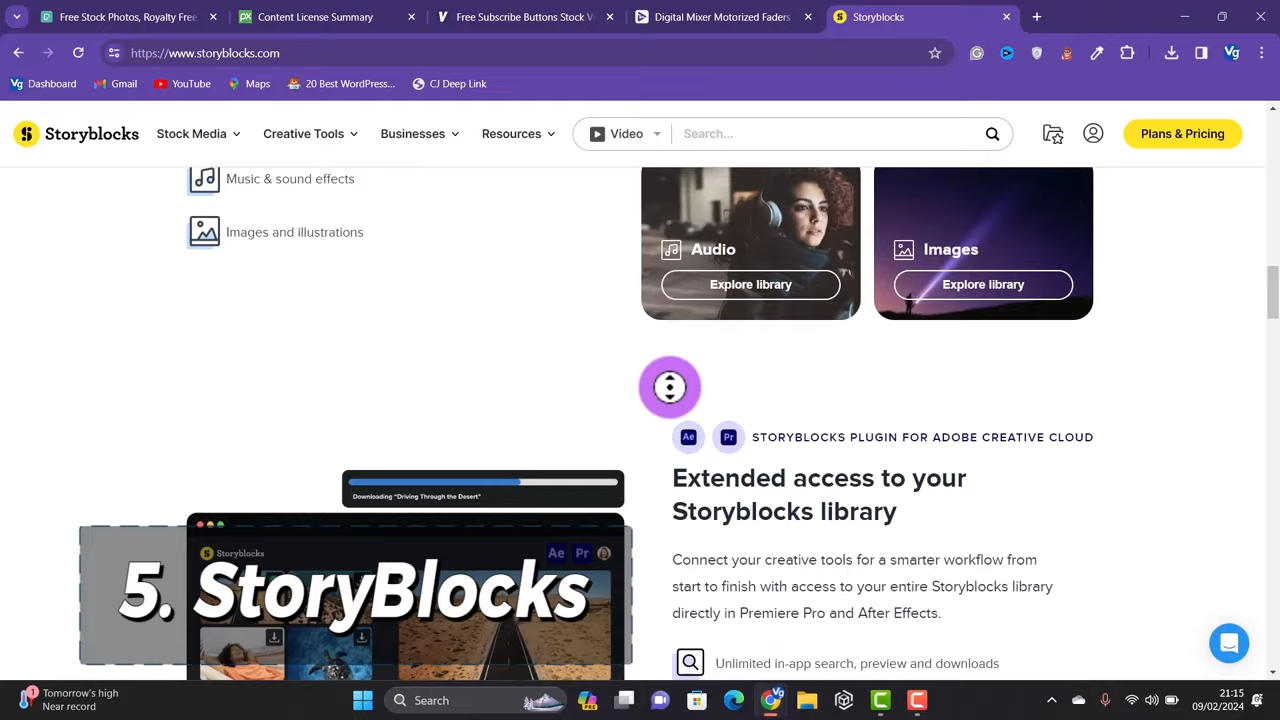 Free Stock Photos, Royalty Free
Content License Summary
Free Subscribe Buttons Stock V
Digital Mixer Motorized Faders
Storyblocks
https://www.storyblocks.com
Dashboard
Gmail
YouTube
Maps
20 Best WordPress...
CJ Deep Link
Storyblocks
Stock Media
Creative Tools
Businesses
Resources
Video
Search...
Plans & Pricing
Music & sound effects
Images and illustrations
Audio
Explore library
Images
Explore library
Ae Pr STORYBLOCKS PLUGIN FOR ADOBE CREATIVE CLOUD
Extended access to your
Storyblocks library
Connect your creative tools for a smarter workflow from
start to finish with access to your entire Storyblocks library
directly in Premiere Pro and After Effects.
Unlimited in-app search, preview and downloads
Downloading "Driving Through the Desert"
Storyblocks
Ae Pr
5. StoryBlocks
Tomorrow's high
Near record
Search
21:15
09/02/2024